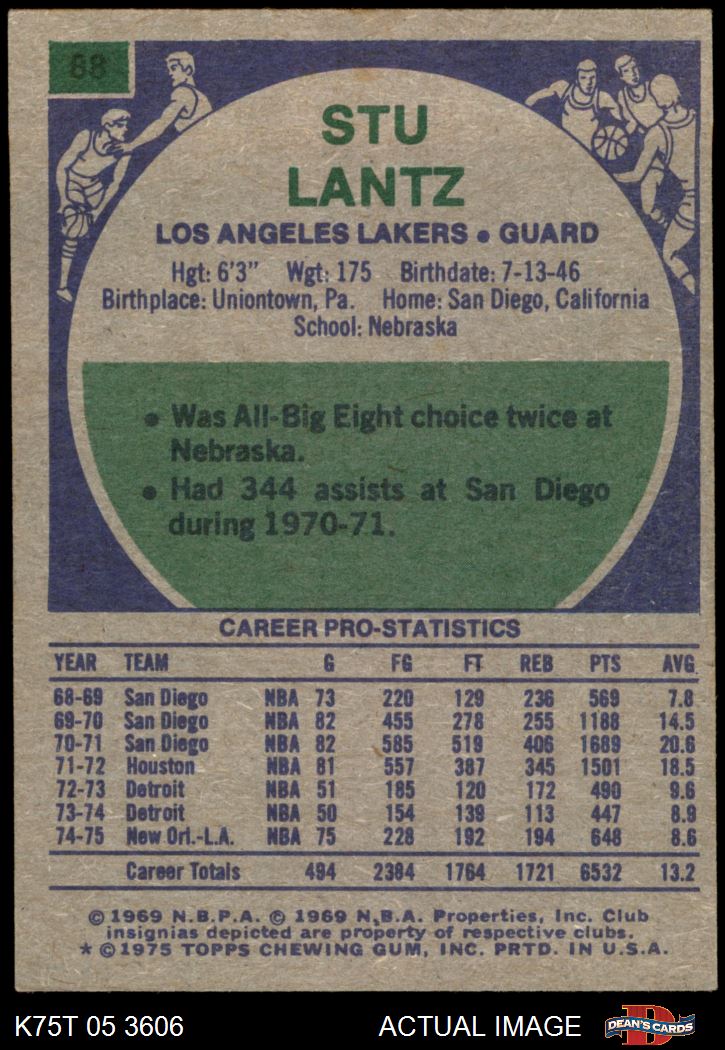 88
STU
LANTZ
LOS ANGELES LAKERS • GUARD
Hgt: 6'3" Wgt: 175 Birthdate: 7-13-46
Birthplace: Uniontown, Pa. Home: San Diego, California
School: Nebraska
• Was All-Big Eight choice twice at
Nebraska.
• Had 344 assists at San Diego
during 1970-71.
CAREER PRO-STATISTICS
YEAR TEAM G FG FT REB PTS AVG.
68-69 San Diego NBA 73 220 129 236 569 7.8
69-70 San Diego NBA 82 455 278 255 1188 14.5
70-71 San Diego NBA 82 585 519 406 1689 20.6
71-72 Houston NBA 81 557 387 345 1501 18.5
72-73 Detroit NBA 51 185 120 172 490 9.6
73-74 Detroit NBA 50 154 139 113 447 8.9
74-75 New Orl.-L.A. NBA 75 228 192 194 648 8.6
Career Totals 494 2384 1764 1721 6532 13.2
© 1969 N.B.P.A. © 1969 N.B.A. Properties, Inc. Club
insignias depicted are property of respective clubs.
* © 1975 TOPPS CHEWING GUM, INC. PRTD. IN U.S.A.
K75T 05 3606 ACTUAL IMAGE D DEAN'S CARDS